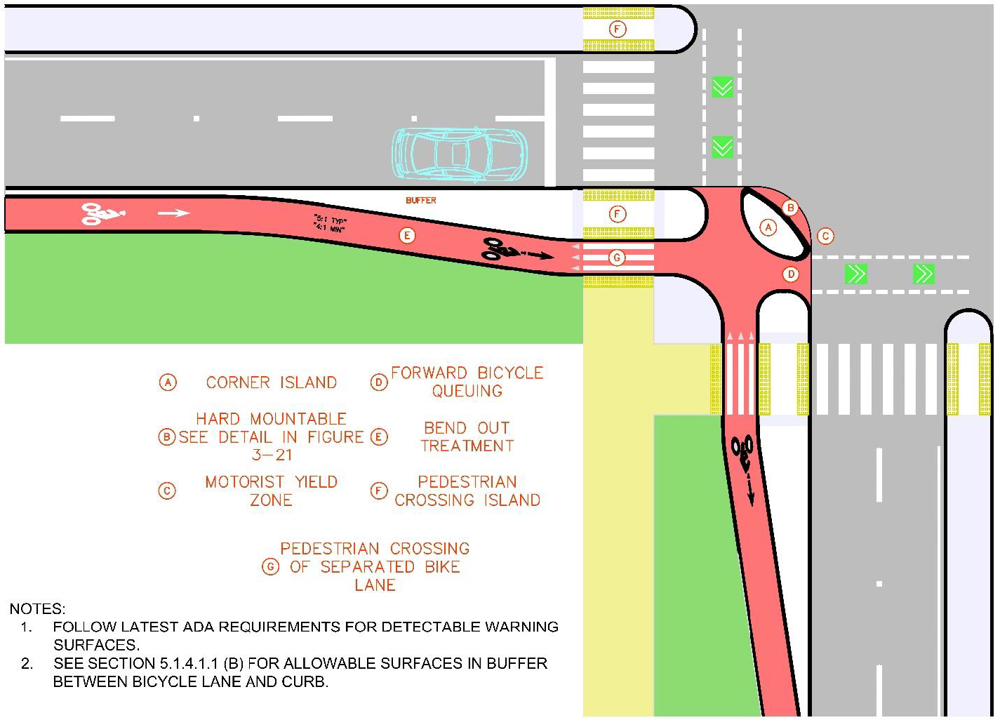 F
BUFFER
"5:1 TYP"
"4:1 MIN"
E
F
G
A
B
C
D
A CORNER ISLAND
D FORWARD BICYCLE
QUEUING
HARD MOUNTABLE
B SEE DETAIL IN FIGURE
3-21
E BEND OUT
TREATMENT
C MOTORIST YIELD
ZONE
F PEDESTRIAN
CROSSING ISLAND
PEDESTRIAN CROSSING
G OF SEPARATED BIKE
LANE
NOTES:
1. FOLLOW LATEST ADA REQUIREMENTS FOR DETECTABLE WARNING
SURFACES.
2. SEE SECTION 5.1.4.1.1 (B) FOR ALLOWABLE SURFACES IN BUFFER
BETWEEN BICYCLE LANE AND CURB.